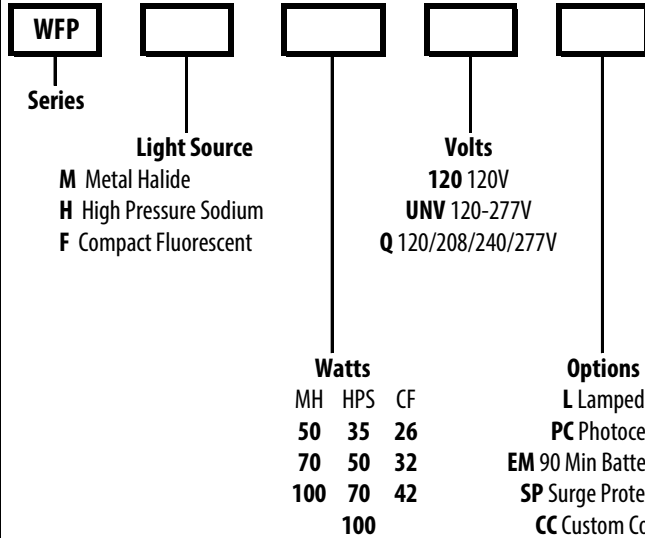 WFP
Series
Light Source
M Metal Halide
H High Pressure Sodium
F Compact Fluorescent
Volts
120 120V
UNV 120-277V
Q 120/208/240/277V
Watts
MH HPS CF
50 35 26
70 50 32
100 70 42
100
Options
L Lamped
PC Photoce
EM 90 Min Batte
SP Surge Prote
CC Custom Co